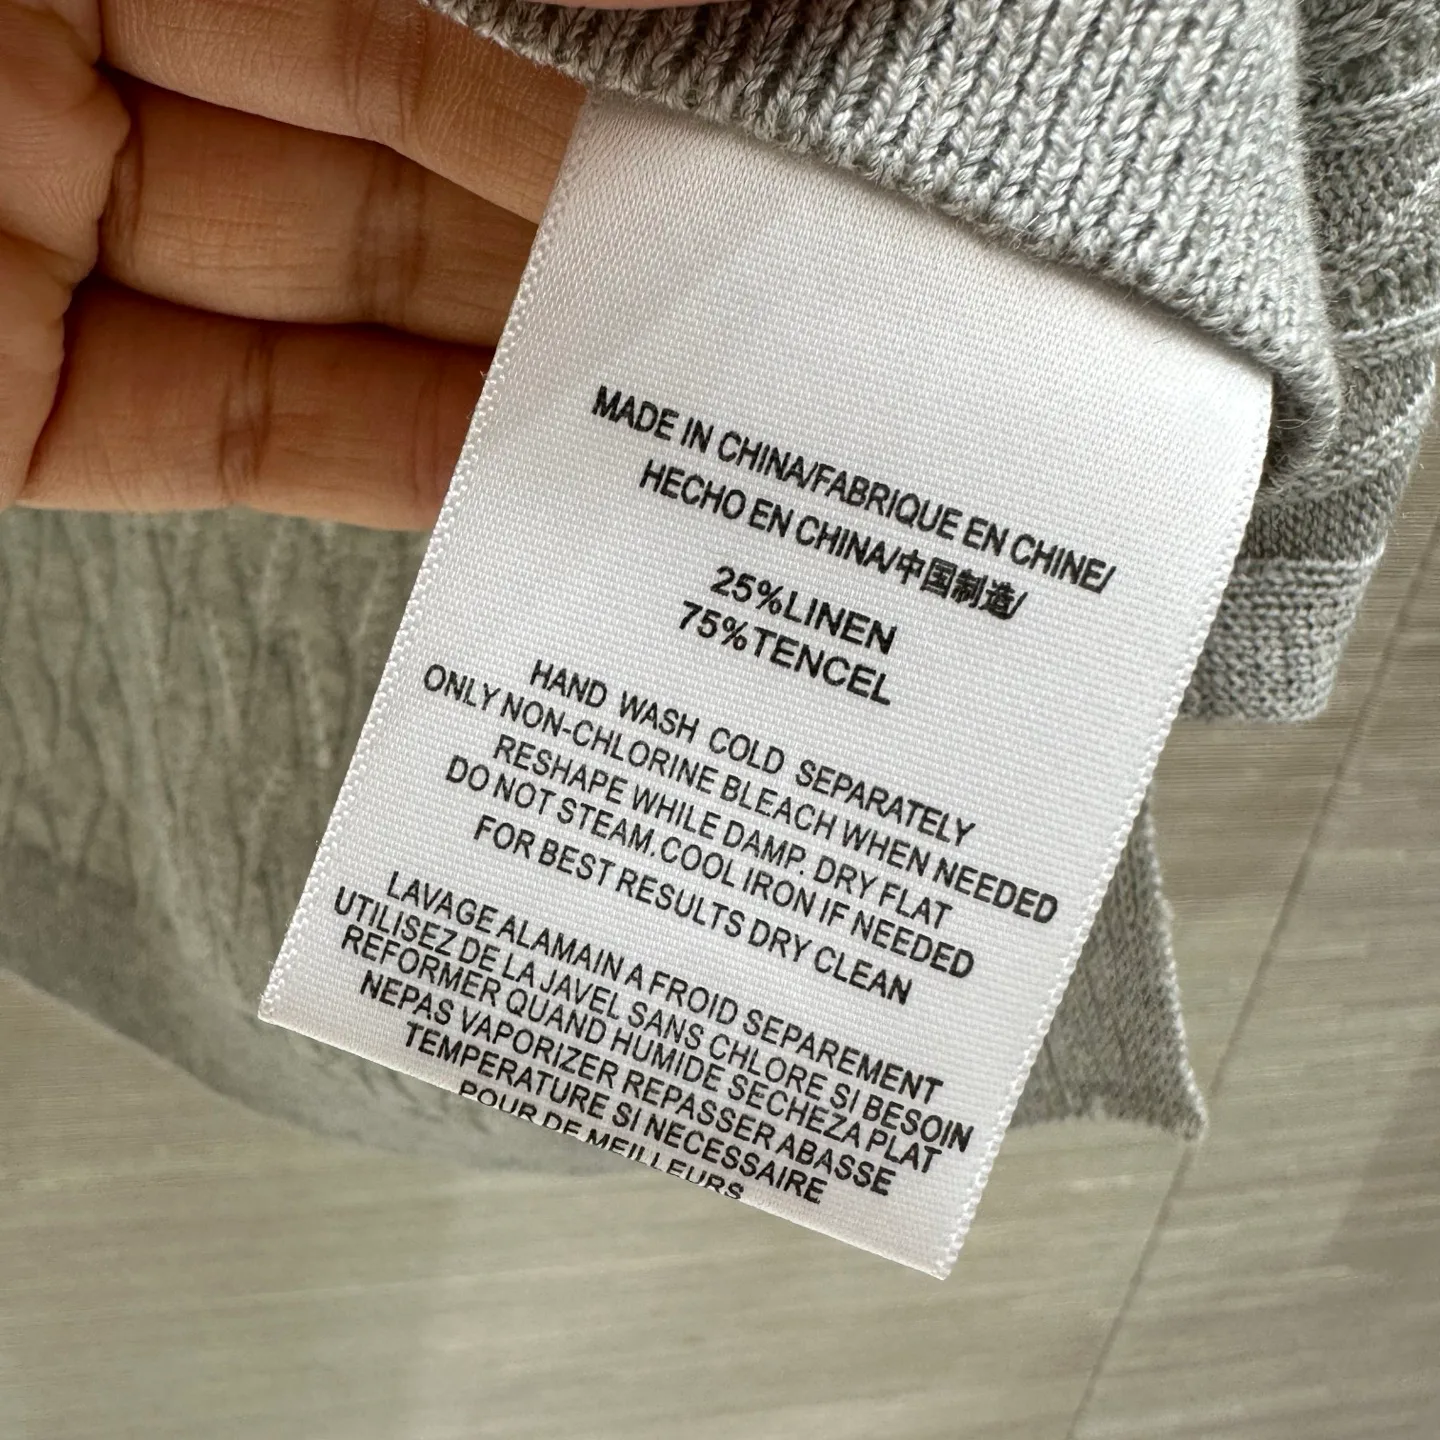 MADE IN CHINA/FABRIQUE EN CHINE/
HECHO EN CHINA/中国制造/
25%LINEN
75%TENCEL
HAND WASH COLD SEPARATELY
ONLY NON-CHLORINE BLEACH WHEN NEEDED
RESHAPE WHILE DAMP. DRY FLAT
DO NOT STEAM.COOL IRON IF NEEDED
FOR BEST RESULTS DRY CLEAN
LAVAGE ALAMAIN A FROID SEPAREMENT
UTILISEZ DE LA JAVEL SANS CHLORE SI BESOIN
REFORMER QUAND HUMIDE SECHEZA PLAT
NEPAS VAPORIZER REPASSER ABASSE
TEMPERATURE SI NECESSAIRE
POUR DE MEILLEURS